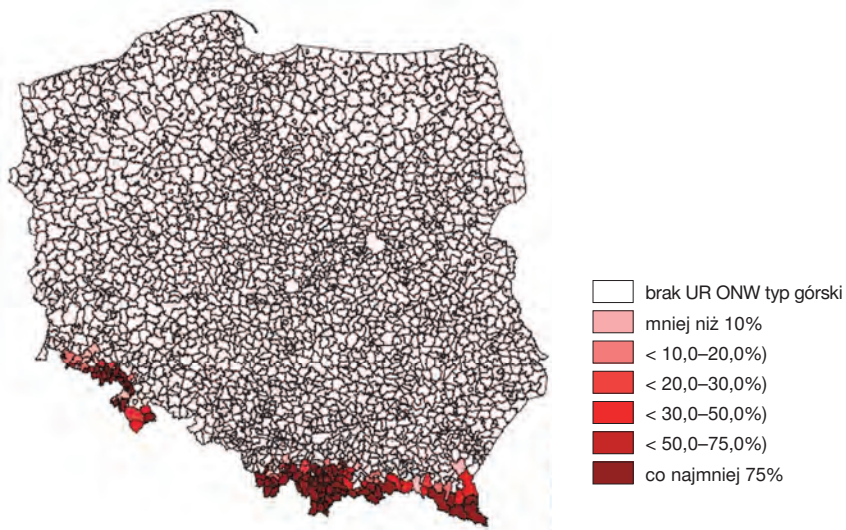 brak UR ONW typ górski
mniej niż 10%
< 10,0–20,0%)
< 20,0–30,0%)
< 30,0–50,0%)
< 50,0–75,0%)
co najmniej 75%